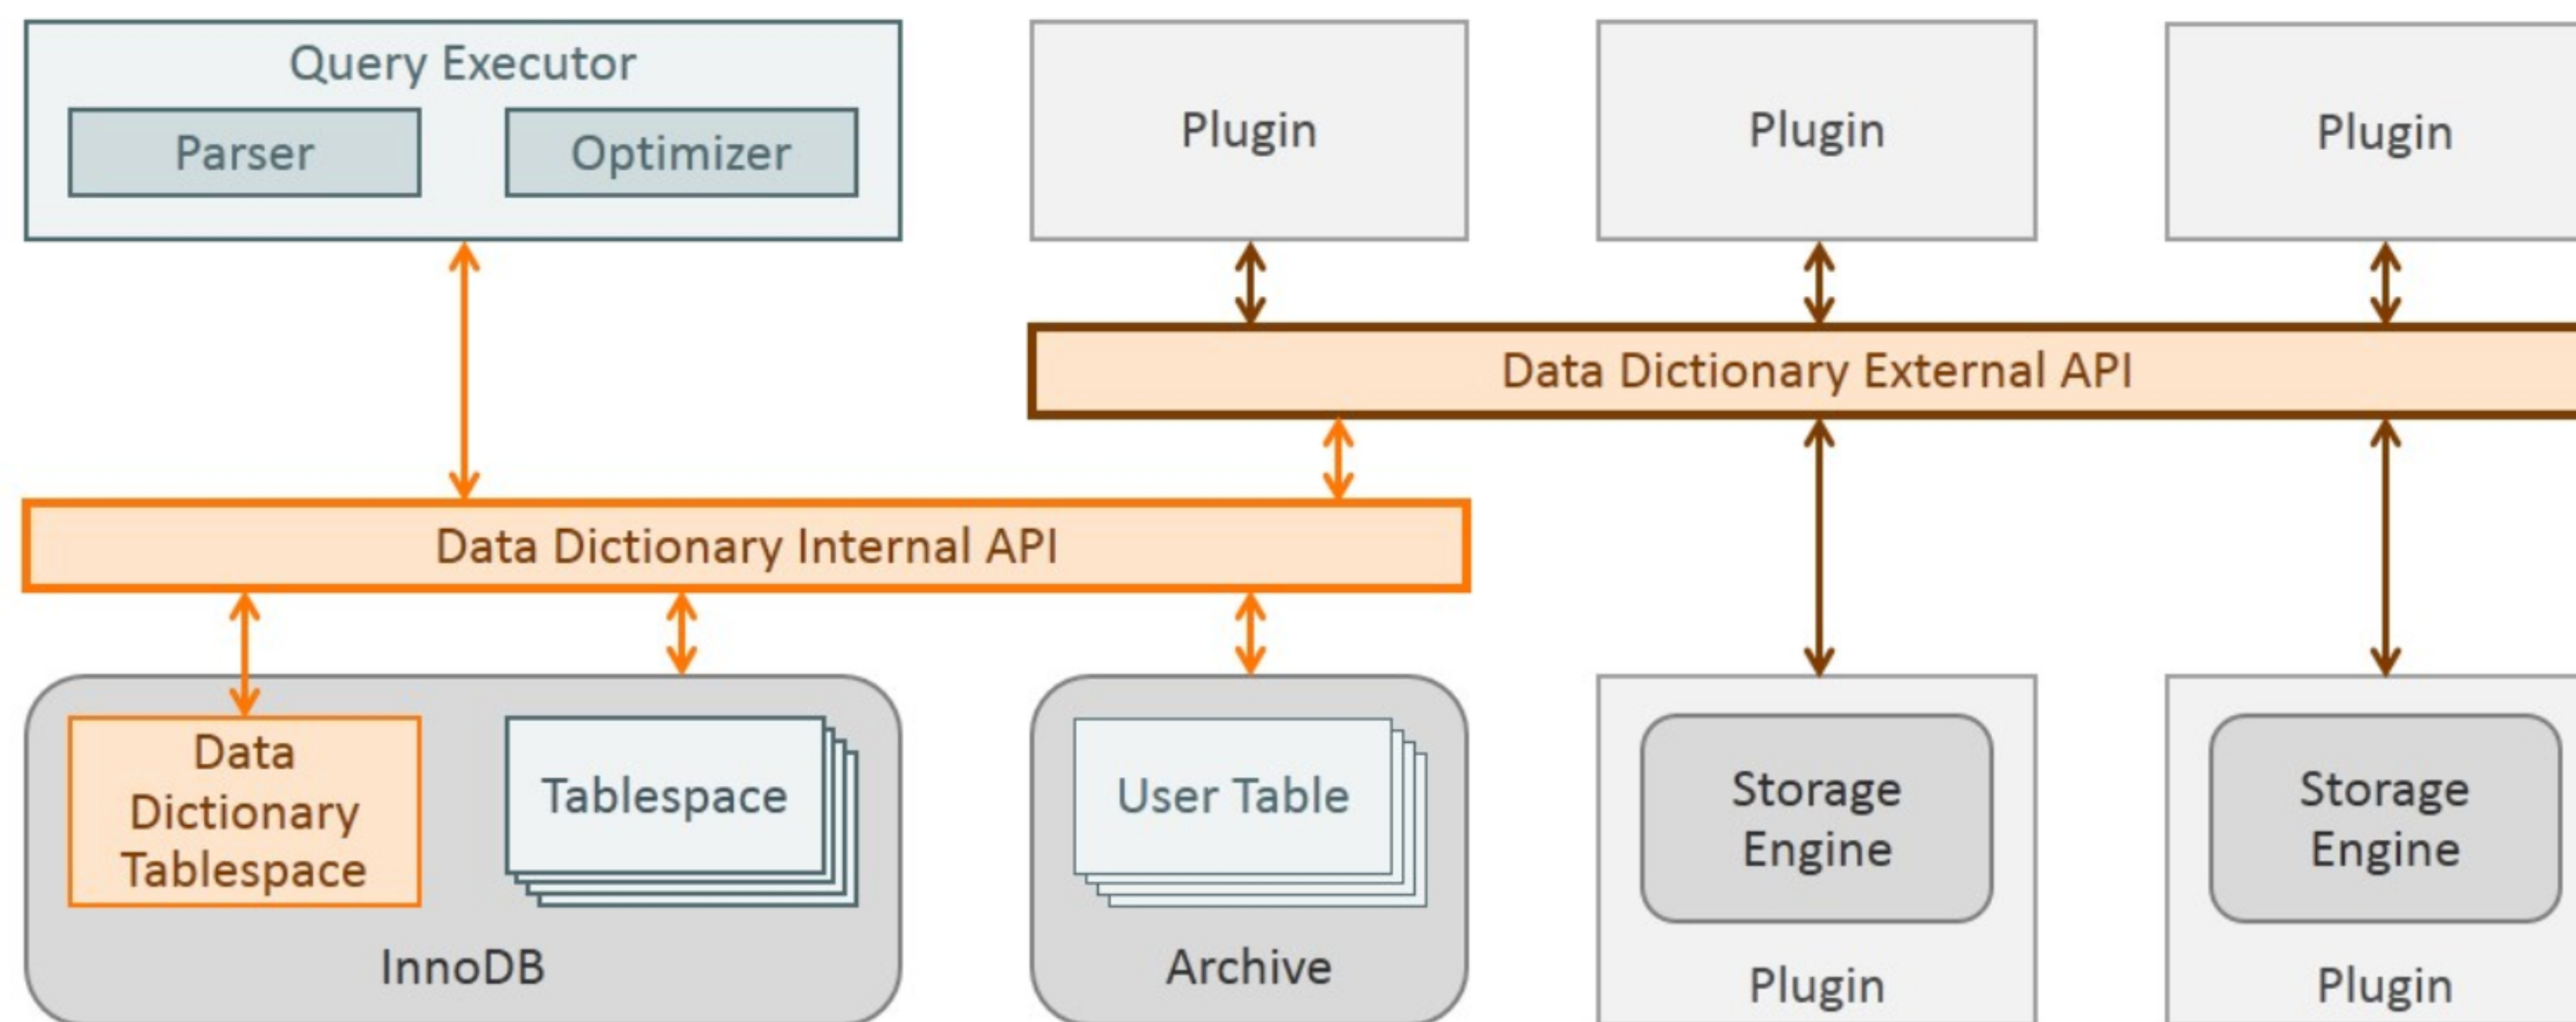 Query Executor
Parser
Optimizer
Plugin
Plugin
Plugin
Data Dictionary External API
Data Dictionary Internal API
Data
Dictionary
Tablespace
Tablespace
InnoDB
User Table
Archive
Storage
Engine
Plugin
Storage
Engine
Plugin